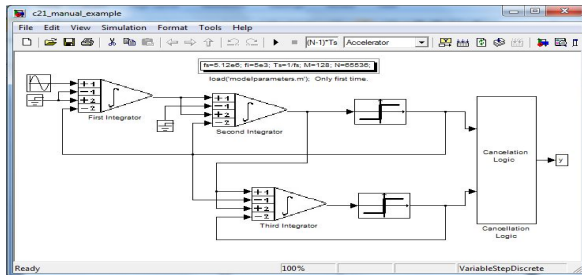 c21_manual_example
File Edit View Simulation Format Tools Help
(N-1)*Ts Accelerator
fs=5.12e6; fi=5e3; Ts=1/fs; M=128; N=65536;
load('modelparameters.m'); Only first time.
+1
-1
+2
-2
First Integrator
+1
-1
+2
-2
Second Integrator
+1
-1
+2
-2
Third Integrator
Cancelation
Logic
Cancellation
Logic
y
Ready 100% VariableStepDiscrete